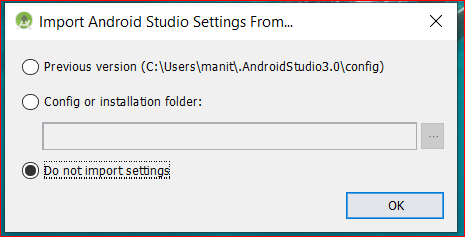 Import Android Studio Settings From...
Previous version (C:\Users\manit\.AndroidStudio3.0\config)
Config or installation folder:
...
Do not import settings
OK